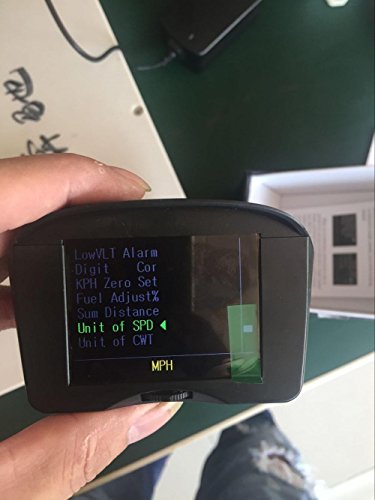 LowVLT Alarm
Digit Cor
KPH Zero Set
Fuel Adjust%
Sum Distance
Unit of SPD
Unit of CWT
MPH